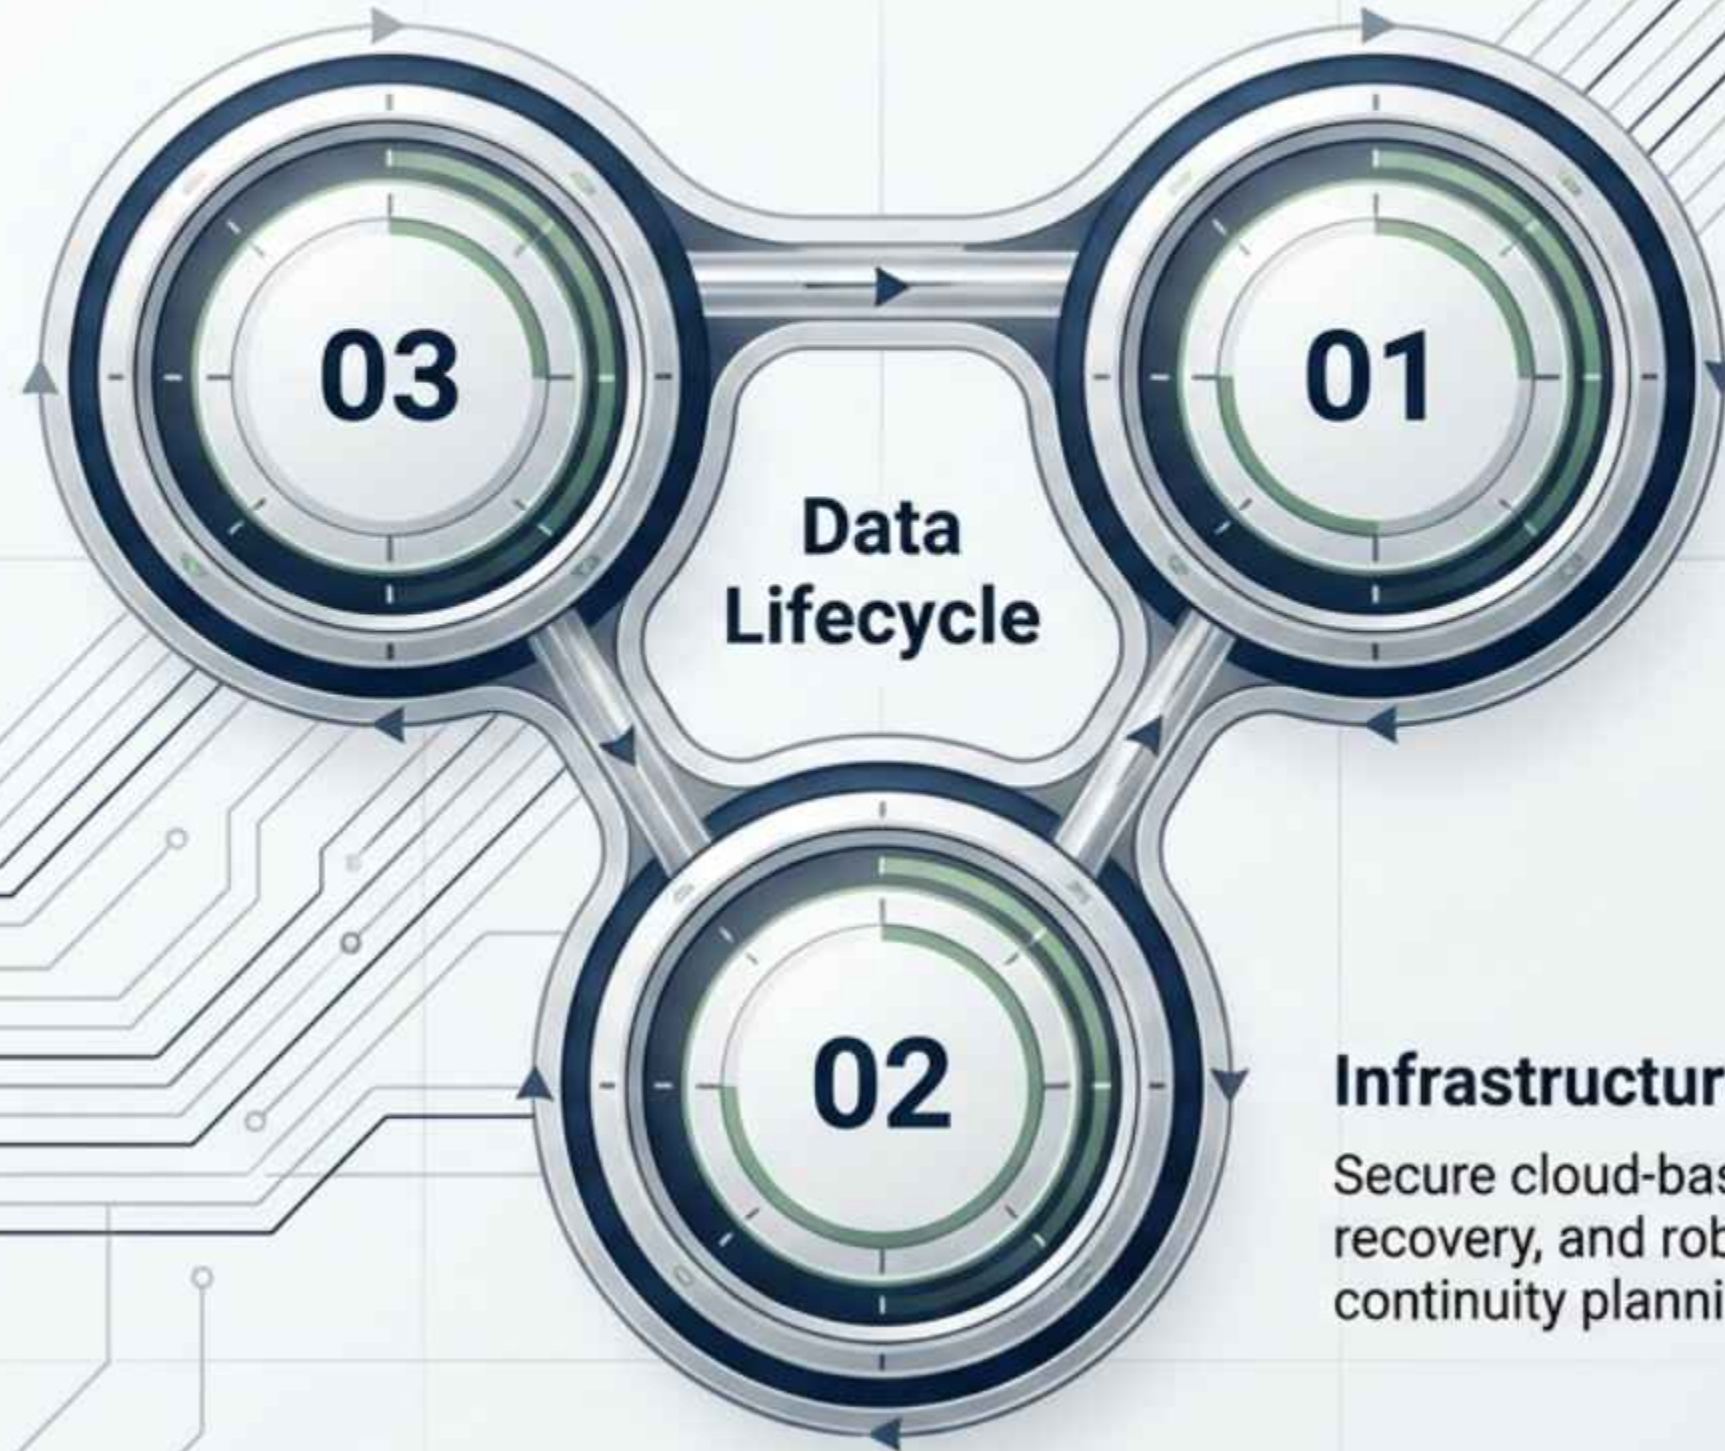 03
01
Data
Lifecycle
02
Infrastructur
Secure cloud-bas
recovery, and rob
continuity planni